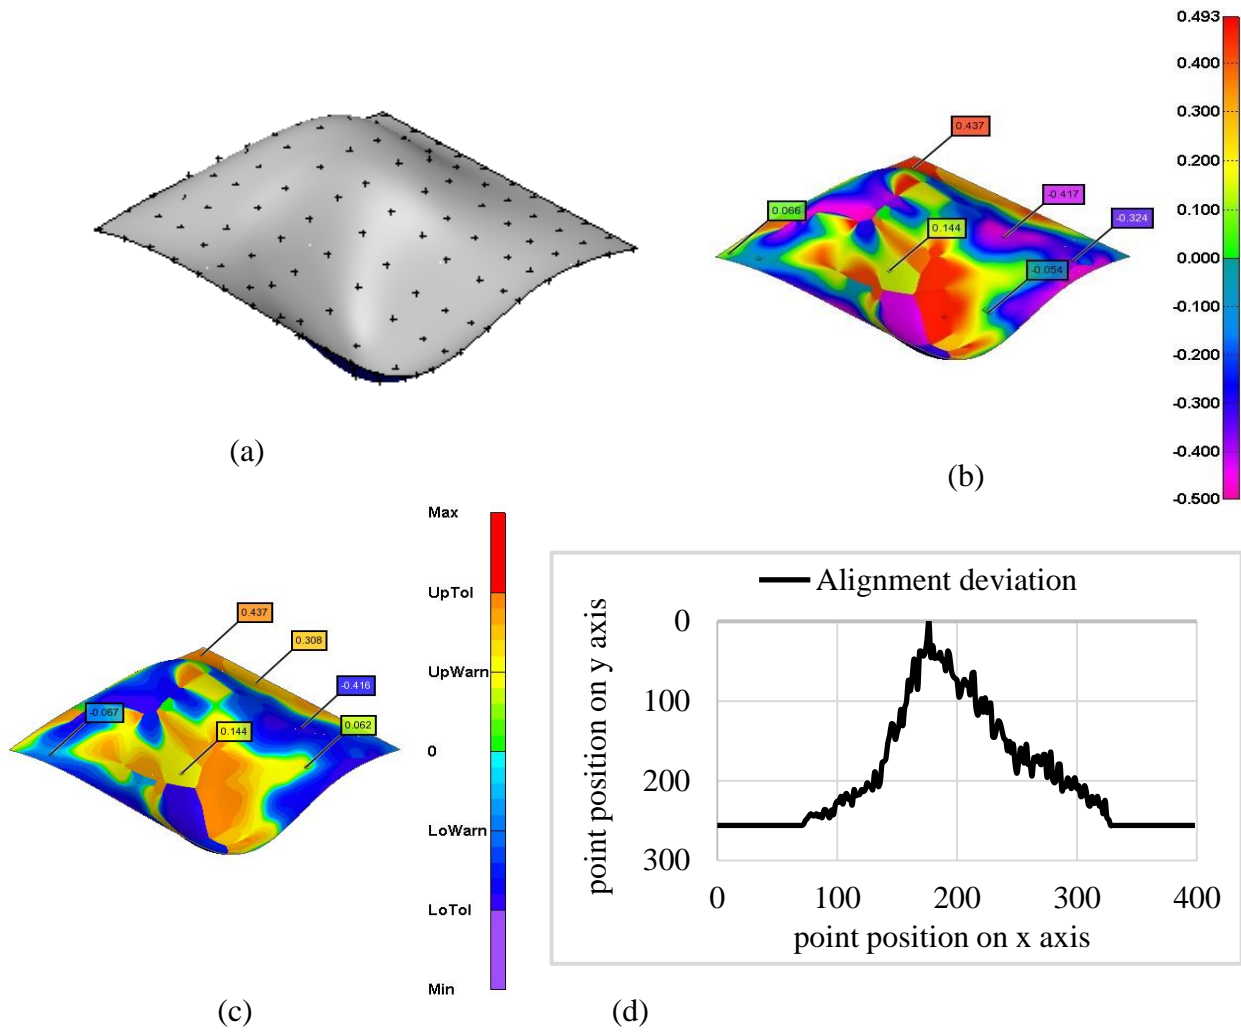 0.493
0.400
0.300
0.200
0.100
0.000
-0.100
-0.200
-0.300
-0.400
-0.500
0.437
0.066
-0.417
-0.324
0.144
-0.054
(a)
(b)
Max
UpTol
UpWarn
0
LoWarn
LoTol
Min
0.437
0.308
-0.416
-0.067
0.062
0.144
(c)
Alignment deviation
point position on y axis
0
100
200
300
0 100 200 300 400
point position on x axis
(d)